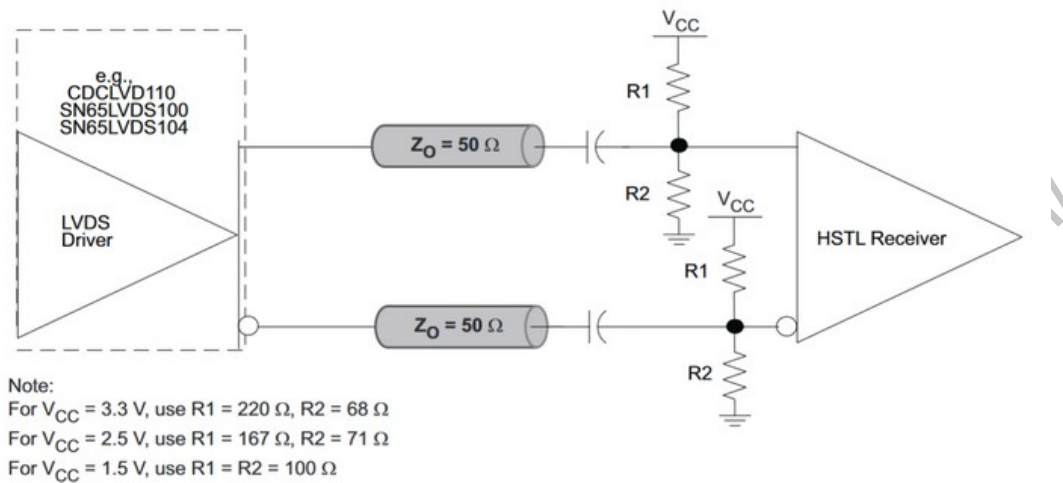 e.g.,
CDCLVD110
SN65LVDS100
SN65LVDS104
LVDS
Driver
Z_O = 50 Ω
Z_O = 50 Ω
V_CC
R1
R2
V_CC
R1
R2
HSTL Receiver
Note:
For V_CC = 3.3 V, use R1 = 220 Ω, R2 = 68 Ω
For V_CC = 2.5 V, use R1 = 167 Ω, R2 = 71 Ω
For V_CC = 1.5 V, use R1 = R2 = 100 Ω